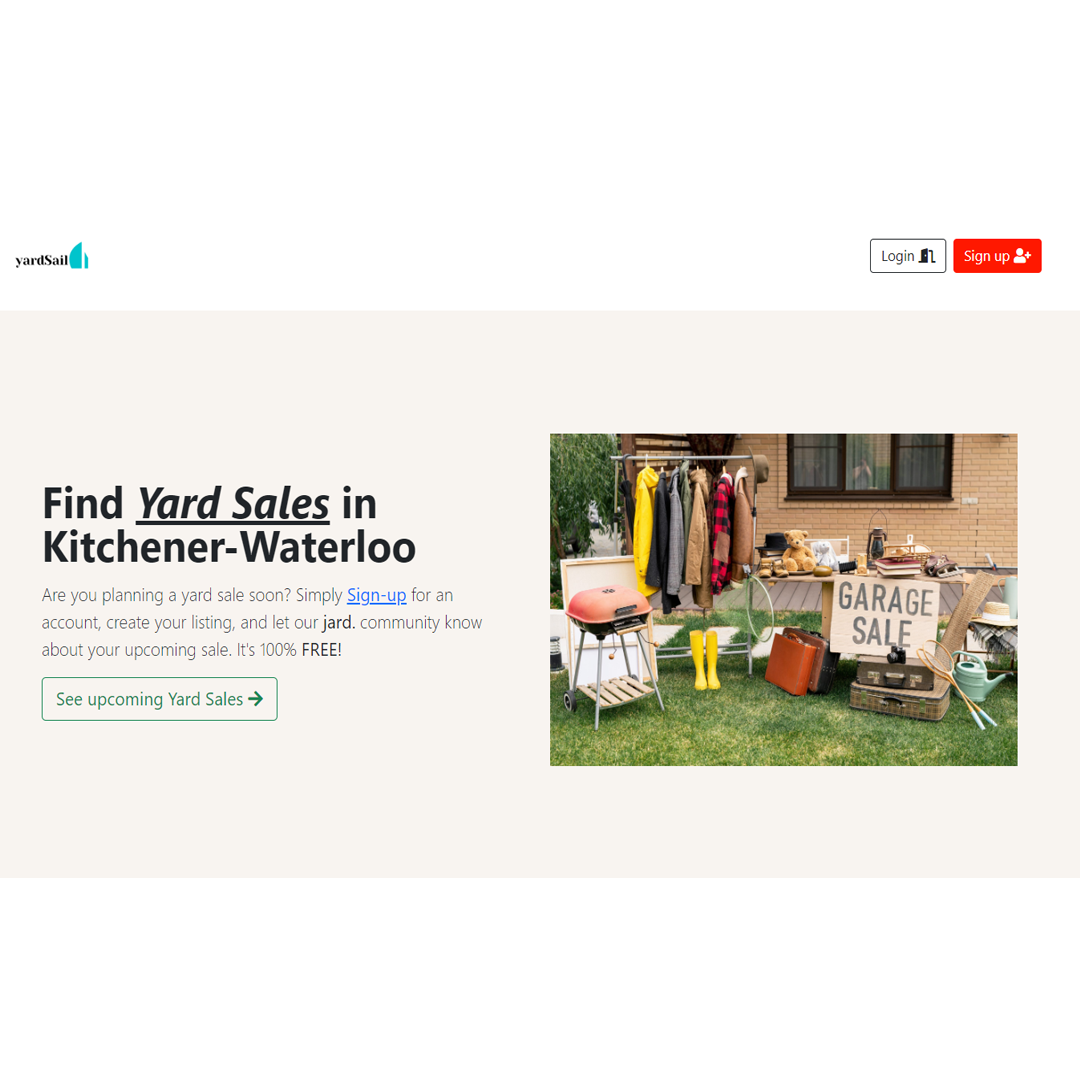 yardSail
Login
Sign up
Find Yard Sales in
Kitchener-Waterloo
Are you planning a yard sale soon? Simply Sign-up for an
account, create your listing, and let our jard. community know
about your upcoming sale. It's 100% FREE!
See upcoming Yard Sales
GARAGE
SALE